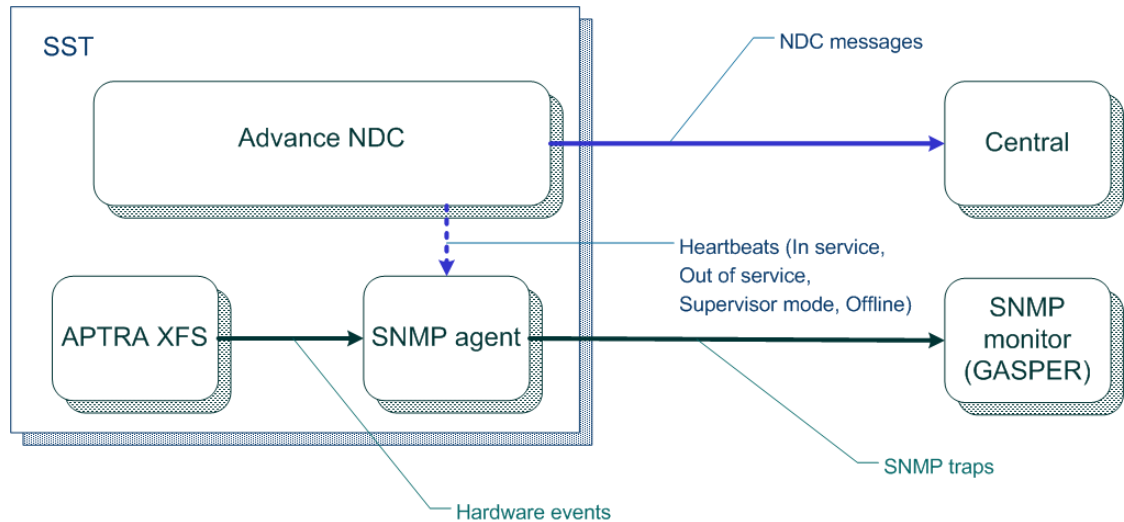 SST
NDC messages
Advance NDC
Central
Heartbeats (In service,
Out of service,
Supervisor mode, Offline)
APTRA XFS
SNMP agent
SNMP
monitor
(GASPER)
SNMP traps
Hardware events